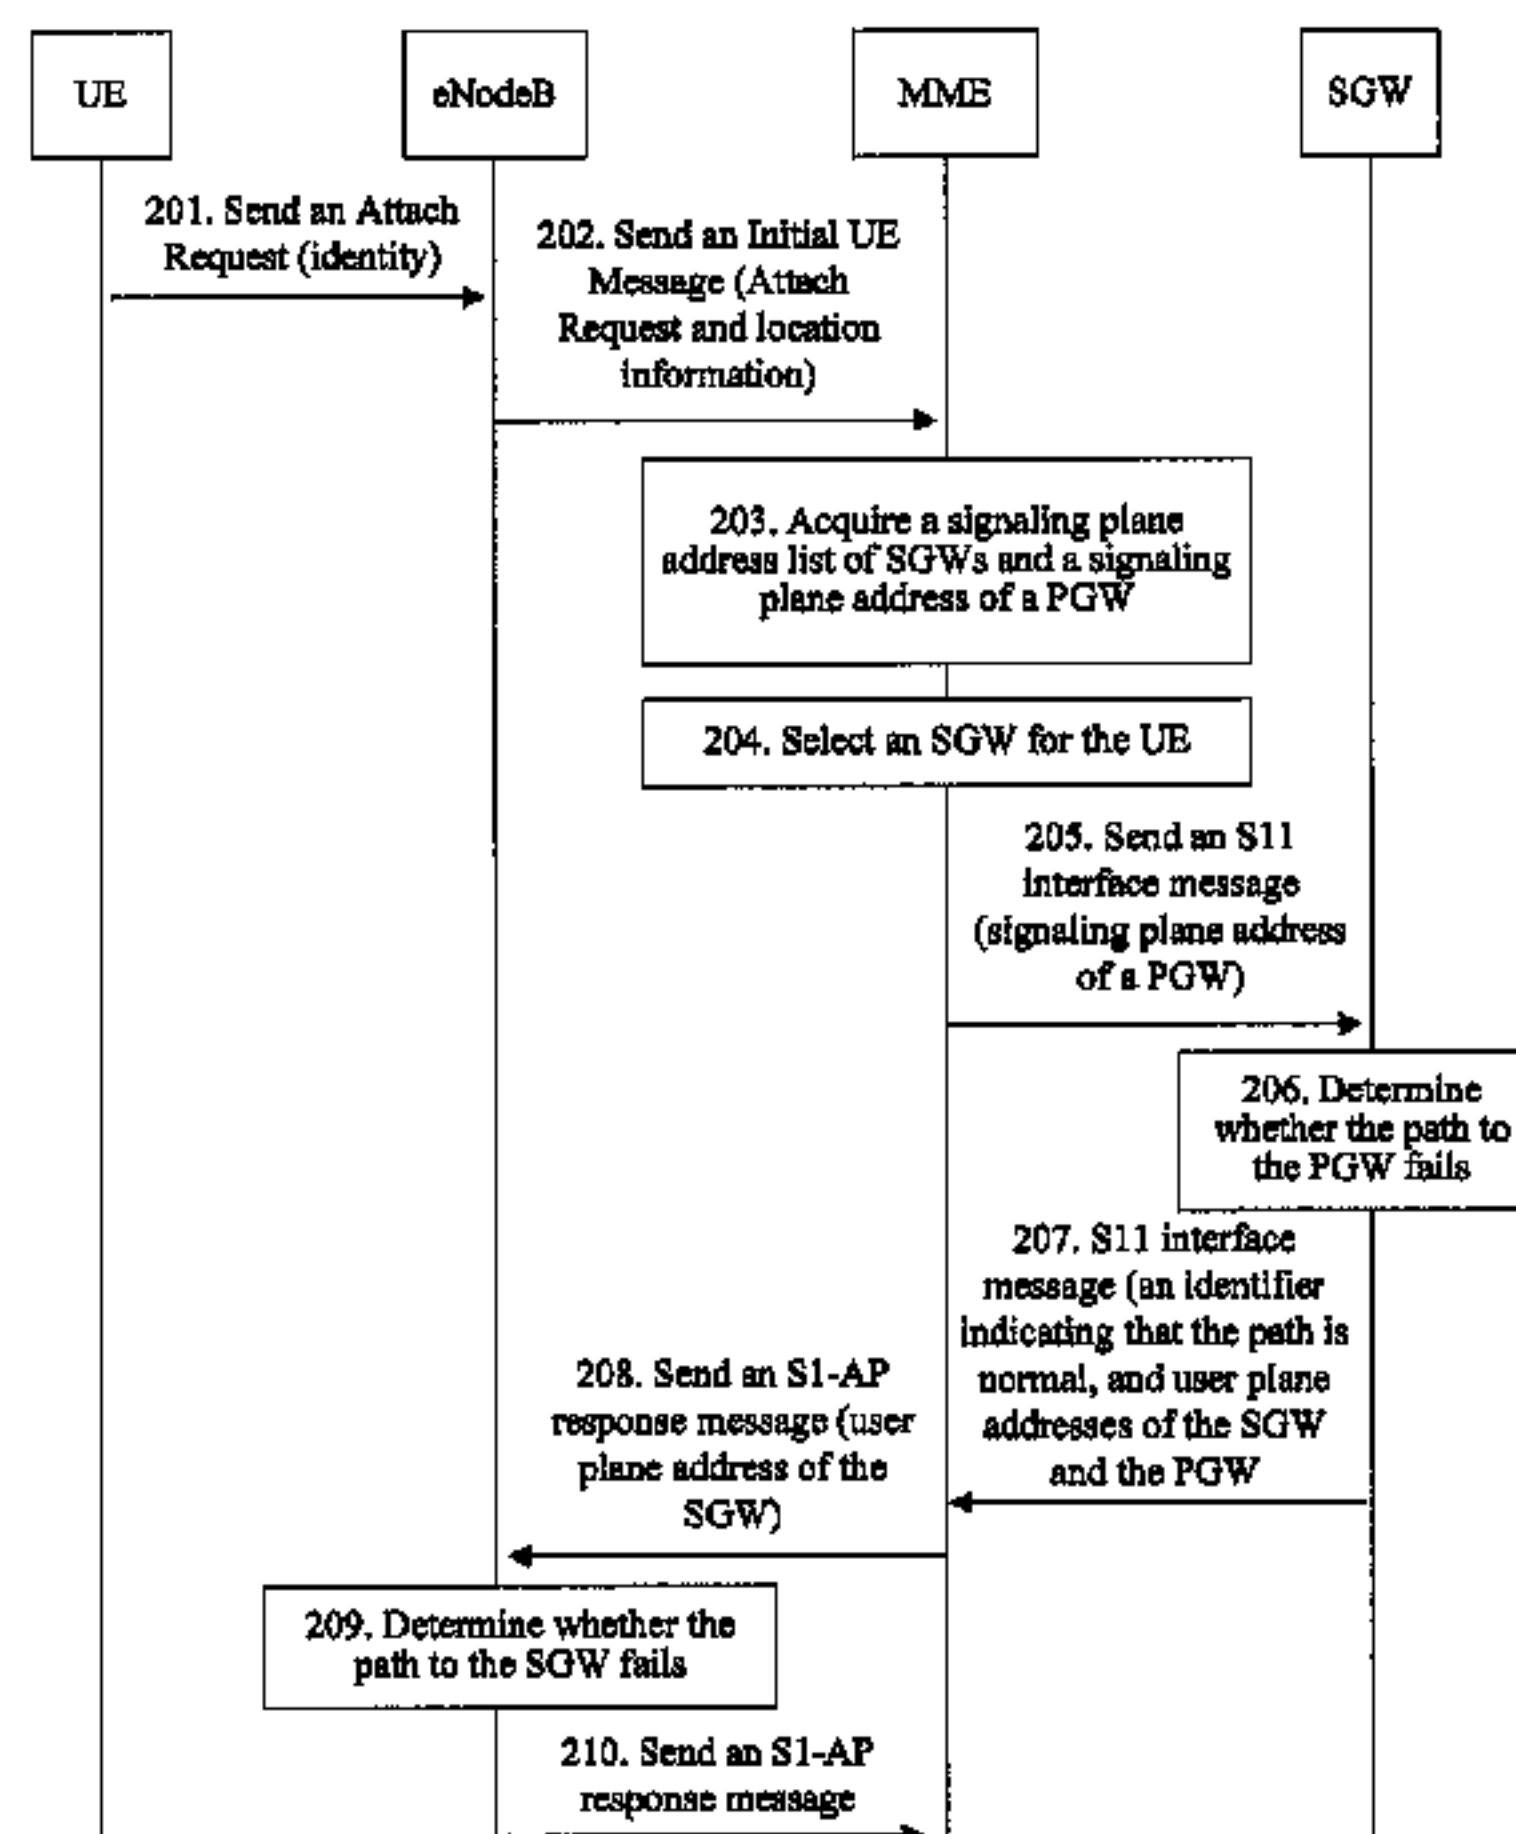 UE
eNodeB
MME
SGW
201. Send an Attach
Request (identity)
202. Send an Initial UE
Message (Attach
Request and location
information)
203. Acquire a signaling plane
address list of SGWs and a signaling
plane address of a PGW
204. Select an SGW for the UE
205. Send an S11
interface message
(signaling plane address
of a PGW)
206. Determine
whether the path to
the PGW fails
207. S11 interface
message (an identifier
indicating that the path is
normal, and user plane
addresses of the SGW
and the PGW
208. Send an S1-AP
response message (user
plane address of the
SGW)
209. Determine whether the
path to the SGW fails
210. Send an S1-AP
response message